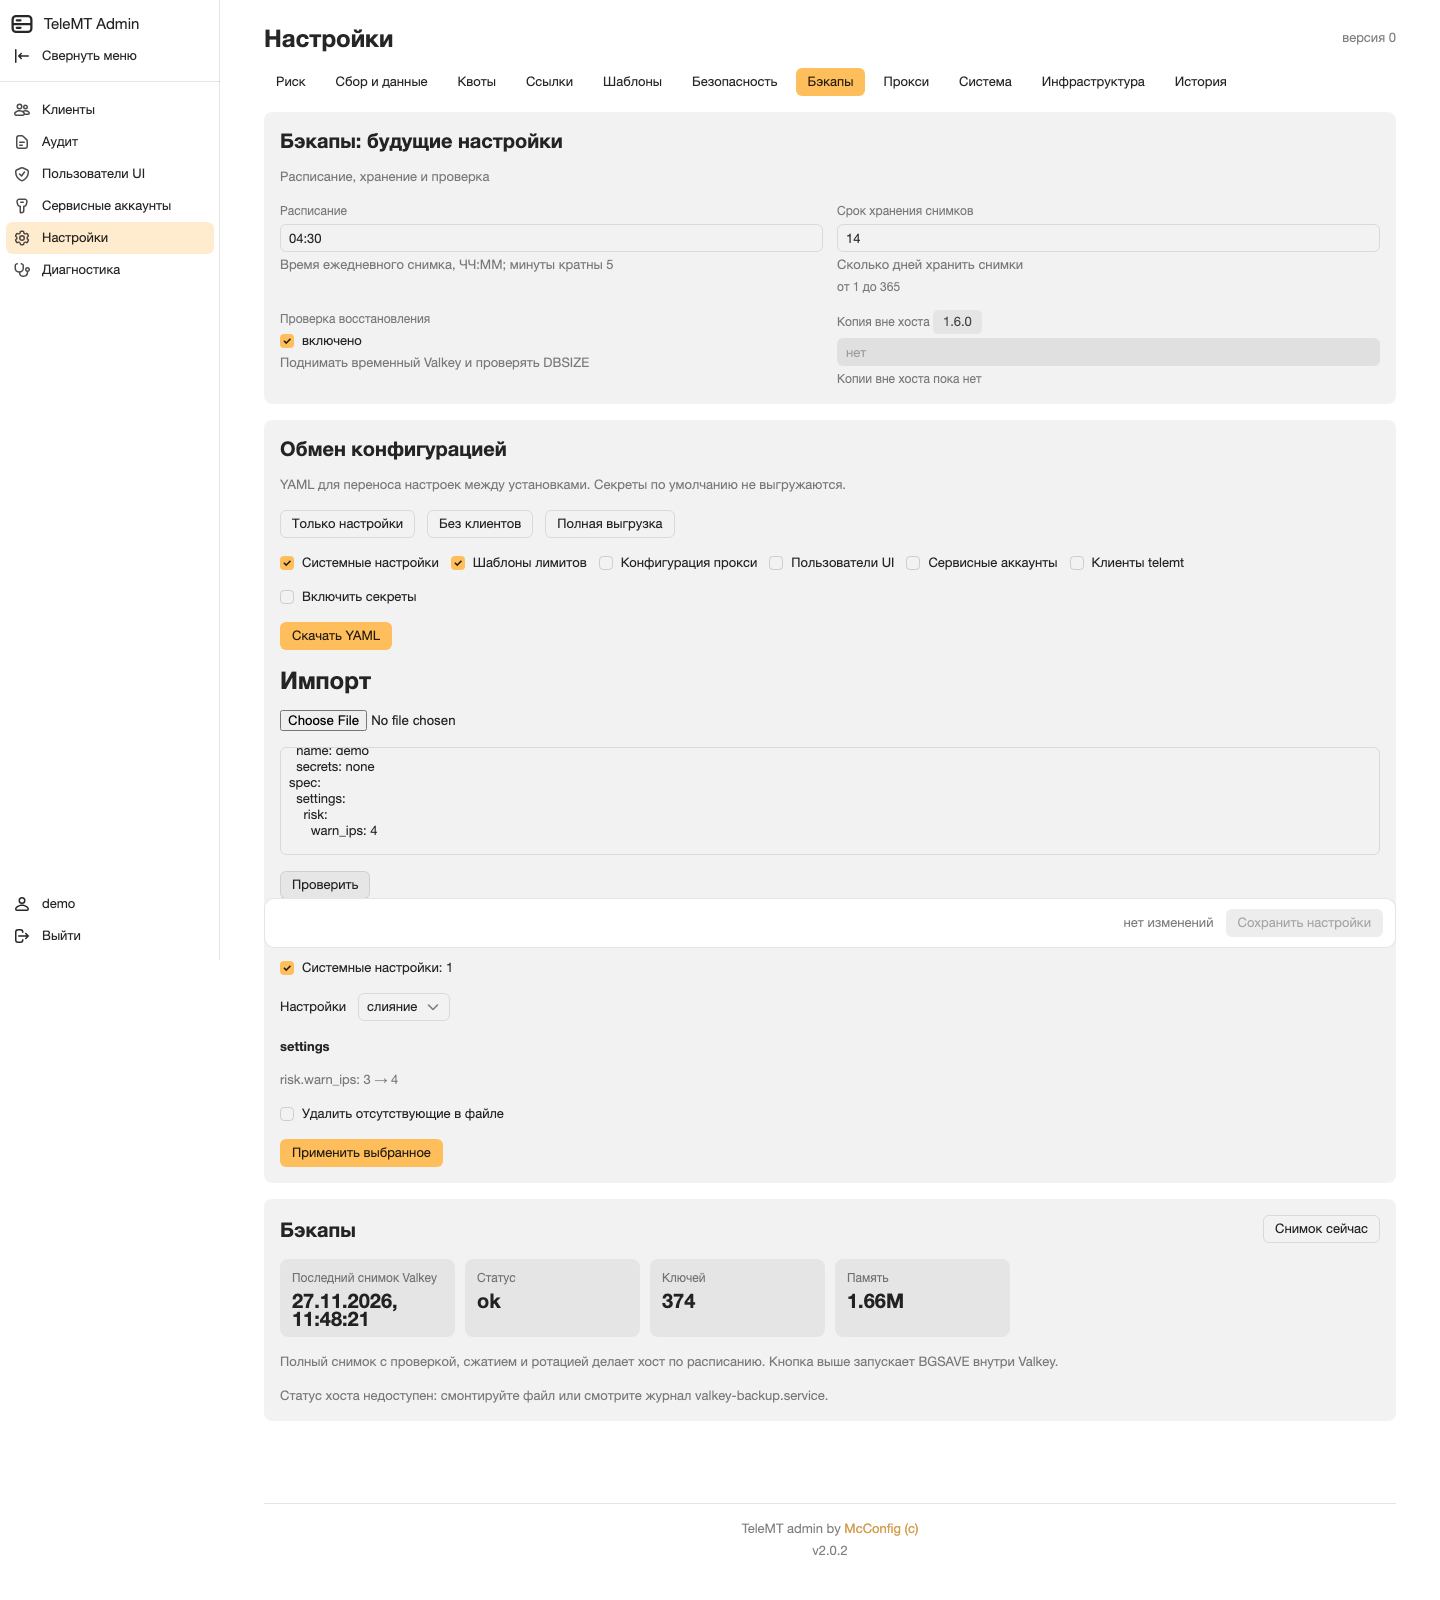 TeleMT Admin
Свернуть меню
Клиенты
Аудит
Пользователи UI
Сервисные аккаунты
Настройки
Диагностика
demo
Выйти
Настройки
версия 0
Риск Сбор и данные Квоты Ссылки Шаблоны Безопасность Бэкапы Прокси Система Инфраструктура История
Бэкапы: будущие настройки
Расписание, хранение и проверка
Расписание
04:30
Время ежедневного снимка, ЧЧ:ММ; минуты кратны 5
Срок хранения снимков
14
Сколько дней хранить снимки
от 1 до 365
Проверка восстановления
включено
Поднимать временный Valkey и проверять DBSIZE
Копия вне хоста 1.6.0
нет
Копии вне хоста пока нет
Обмен конфигурацией
YAML для переноса настроек между установками. Секреты по умолчанию не выгружаются.
Только настройки Без клиентов Полная выгрузка
Системные настройки Шаблоны лимитов Конфигурация прокси Пользователи UI Сервисные аккаунты Клиенты telemt
Включить секреты
Скачать YAML
Импорт
Choose File No file chosen
name: demo
secrets: none
spec:
settings:
risk:
warn_ips: 4
Проверить
нет изменений Сохранить настройки
Системные настройки: 1
Настройки слияние
settings
risk.warn_ips: 3 → 4
Удалить отсутствующие в файле
Применить выбранное
Бэкапы
Снимок сейчас
Последний снимок Valkey
27.11.2026,
11:48:21
Статус
ok
Ключей
374
Память
1.66M
Полный снимок с проверкой, сжатием и ротацией делает хост по расписанию. Кнопка выше запускает BGSAVE внутри Valkey.
Статус хоста недоступен: смонтируйте файл или смотрите журнал valkey-backup.service.
TeleMT admin by McConfig (c)
v2.0.2